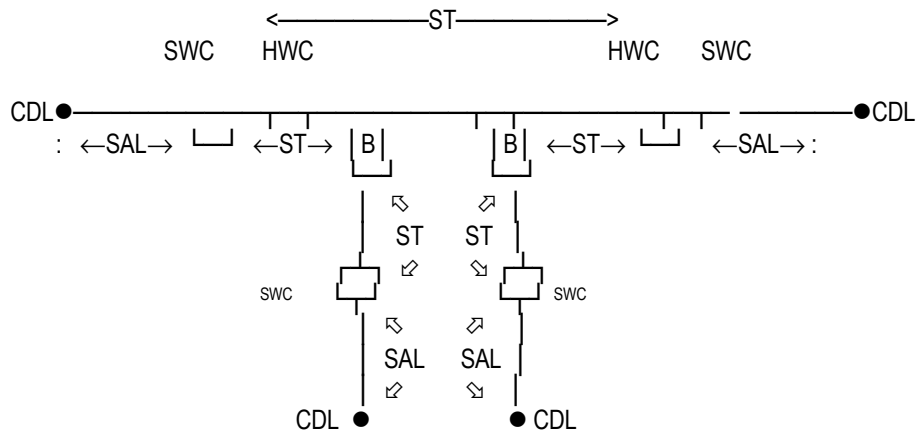 ST
SWC HWC HWC SWC
CDL CDL
: ←SAL→ ←ST→ B B ←ST→ ←SAL→ :
ST ST
SWC SWC
SAL SAL
CDL CDL